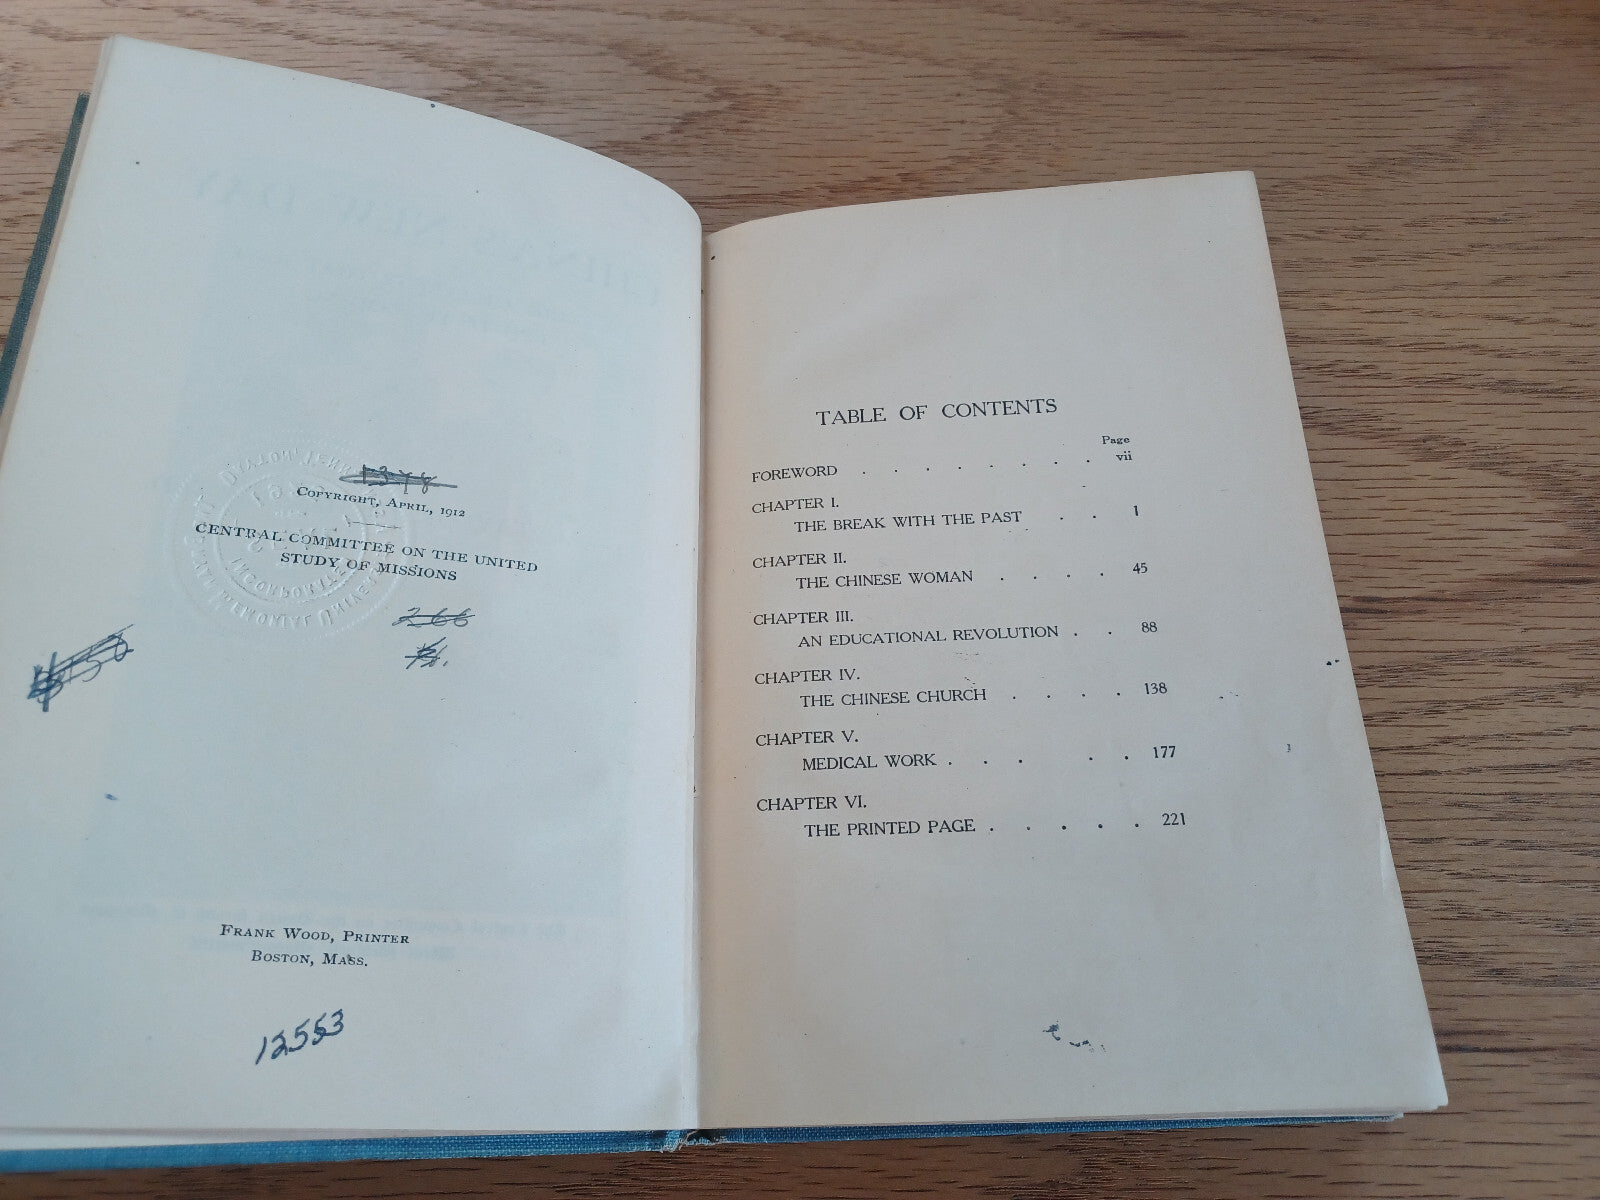 1378
COPYRIGHT, APRIL, 1912
CENTRAL COMMITTEE ON THE UNITED
STUDY OF MISSIONS
266
FRANK WOOD, PRINTER
BOSTON, MASS.
12553
TABLE OF CONTENTS
Page
FOREWORD . . . . . . . . vii
CHAPTER I.
THE BREAK WITH THE PAST . . 1
CHAPTER II.
THE CHINESE WOMAN . . . . 45
CHAPTER III.
AN EDUCATIONAL REVOLUTION . . 88
CHAPTER IV.
THE CHINESE CHURCH . . . . 138
CHAPTER V.
MEDICAL WORK . . . . . 177
CHAPTER VI.
THE PRINTED PAGE . . . . . 221